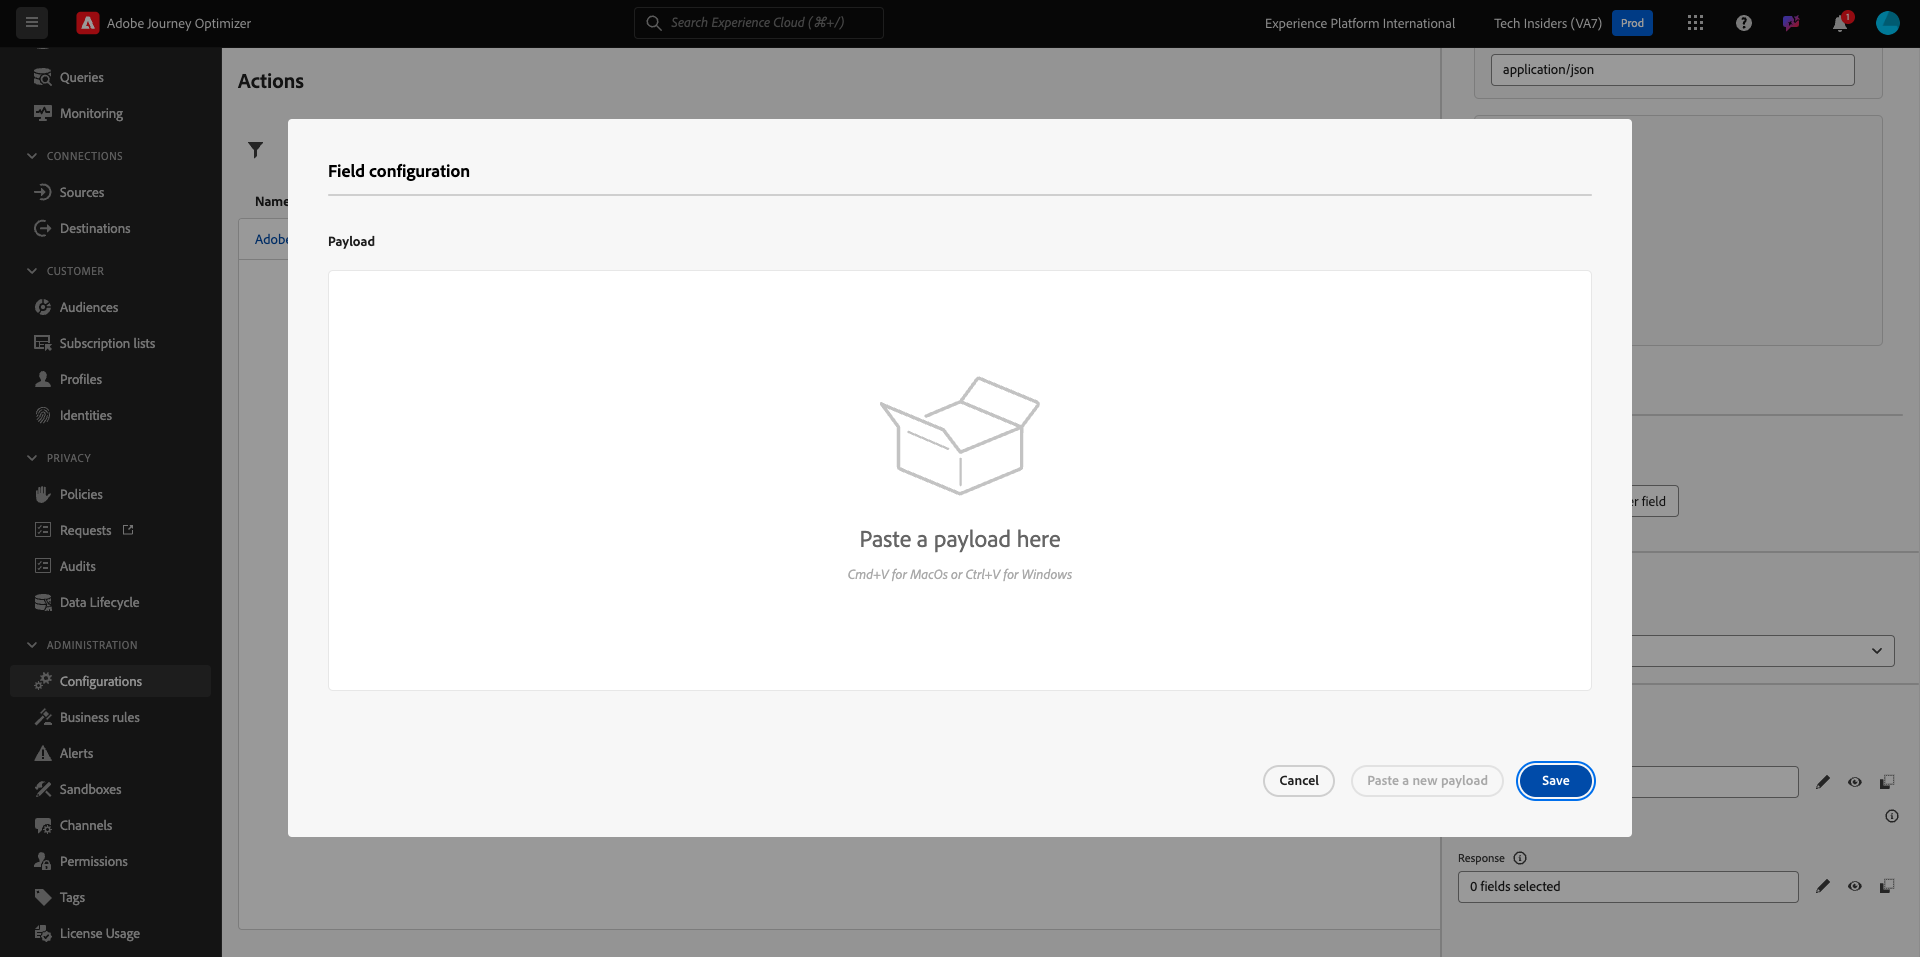 Adobe Journey Optimizer
Search Experience Cloud (⌘+/)
Experience Platform International
Tech Insiders (VA7)
Prod
1
Queries
Monitoring
CONNECTIONS
Sources
Destinations
CUSTOMER
Audiences
Subscription lists
Profiles
Identities
PRIVACY
Policies
Requests
Audits
Data Lifecycle
ADMINISTRATION
Configurations
Business rules
Alerts
Sandboxes
Channels
Permissions
Tags
License Usage
Actions
Name
Adobe
application/json
er field
Response
0 fields selected
Field configuration
Payload
Paste a payload here
Cmd+V for MacOs or Ctrl+V for Windows
Cancel
Paste a new payload
Save